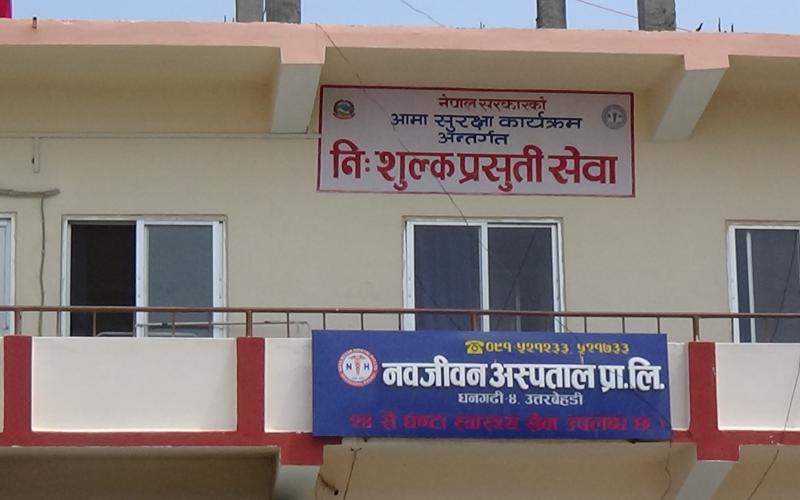 नेपाल सरकारको
आमा सुरक्षा कार्यक्रम
अन्तर्गत
निः शुल्क प्रसुती सेवा
☎०९१-५२१२३३, ५२१७३३
N H
नवजीवन अस्पताल प्रा.लि.
धनगढी-४, उत्तरबेहडी
२४ सै घण्टा स्वास्थ्य सेवा उपलब्ध छ ।